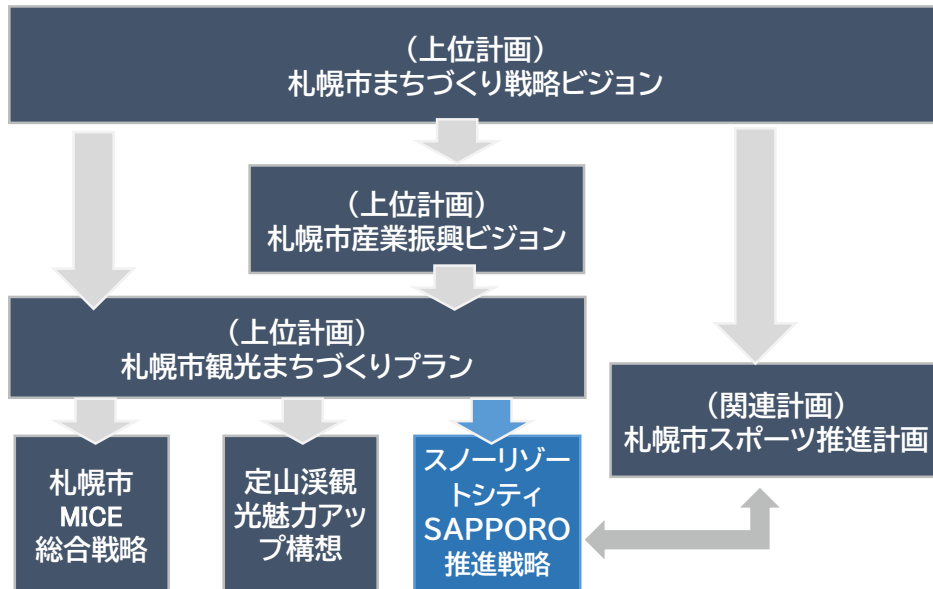 (上位計画)
札幌市まちづくり戦略ビジョン
(上位計画)
札幌市産業振興ビジョン
(上位計画)
札幌市観光まちづくりプラン
(関連計画)
札幌市スポーツ推進計画
札幌市
MICE
総合戦略
定山渓観
光魅力アッ
プ構想
スノーリゾー
トシティ
SAPPORO
推進戦略